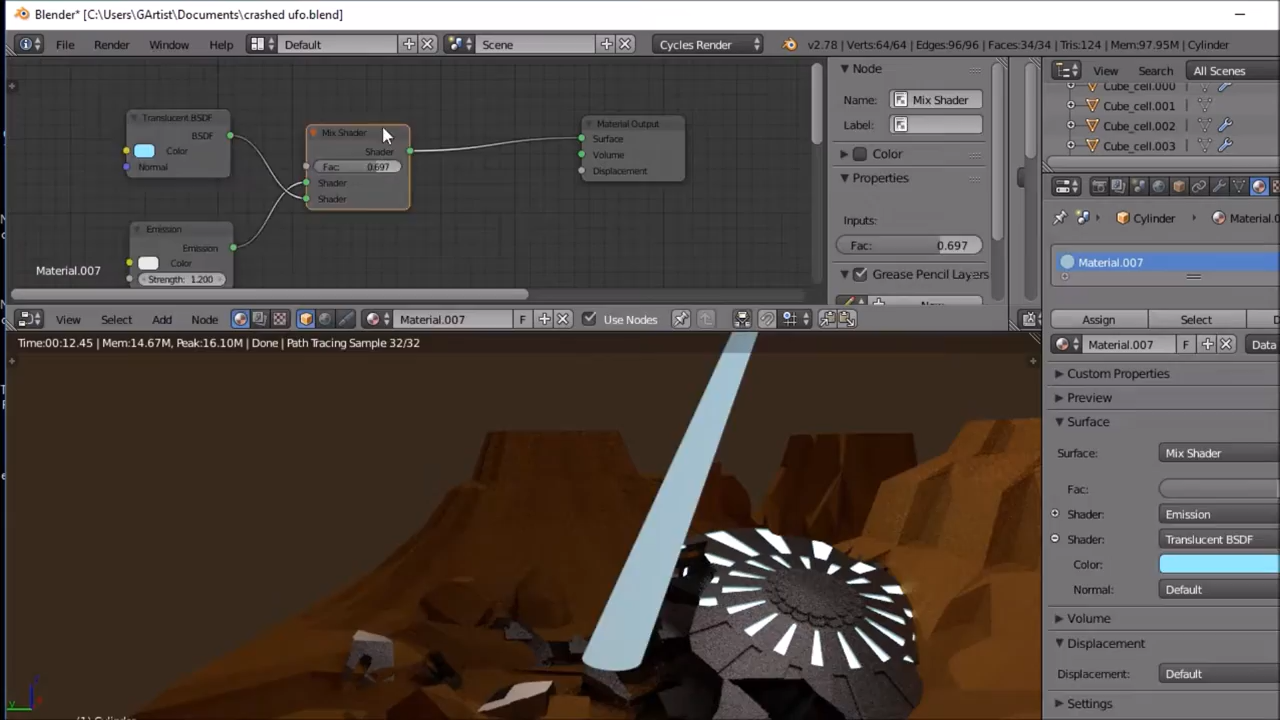 Blender* [C:\Users\GArtist\Documents\crashed ufo.blend]
File Render Window Help Default Scene Cycles Render v2.78 | Verts:64/64 | Edges:96/96 | Faces:34/34 | Tris:124 | Mem:97.95M | Cylinder
Translucent BSDF
BSDF
Color
Normal
Emission
Emission
Color
Strength: 1.200
Mix Shader
Shader
Fac: 0.697
Shader
Shader
Material Output
Surface
Volume
Displacement
Material.007
Node
Name: Mix Shader
Label:
Color
Properties
Inputs:
Fac: 0.697
Grease Pencil Layers
New
View Search All Scenes
Cube_cell.000
Cube_cell.001
Cube_cell.002
Cube_cell.003
Cylinder Material.0
Material.007
Assign Select
View Select Add Node Material.007 F Use Nodes
Material.007 F Data
Time:00:12.45 | Mem:14.67M, Peak:16.10M | Done | Path Tracing Sample 32/32
Custom Properties
Preview
Surface
Surface: Mix Shader
Fac:
Shader: Emission
Shader: Translucent BSDF
Color:
Normal: Default
Volume
Displacement
Displacement: Default
Settings
(1) Cylinder